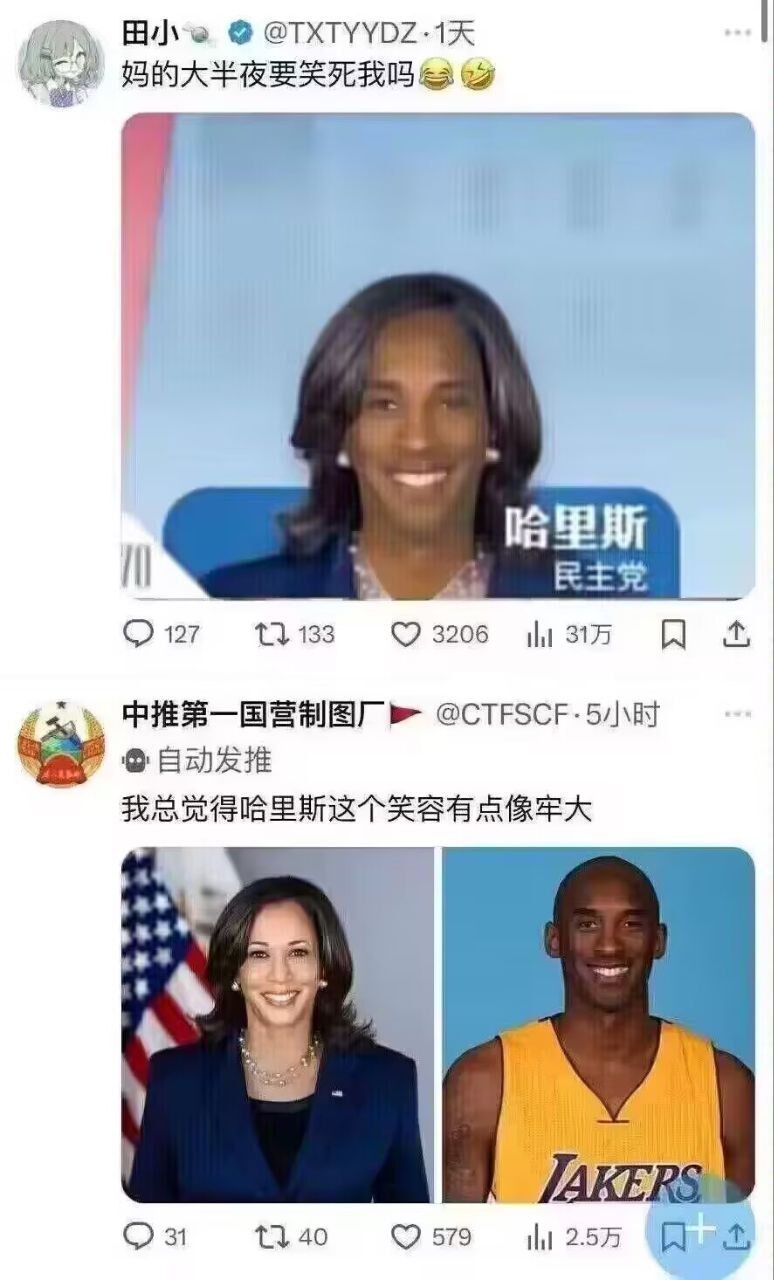 田小 @TXTYYDZ·1天
妈的大半夜要笑死我吗😂🤣
哈里斯
民主党
70
127 133 3206 31万
中推第一国营制图厂🚩 @CTFSCF·5小时
自动发推
我总觉得哈里斯这个笑容有点像牢大
LAKERS
31 40 579 2.5万